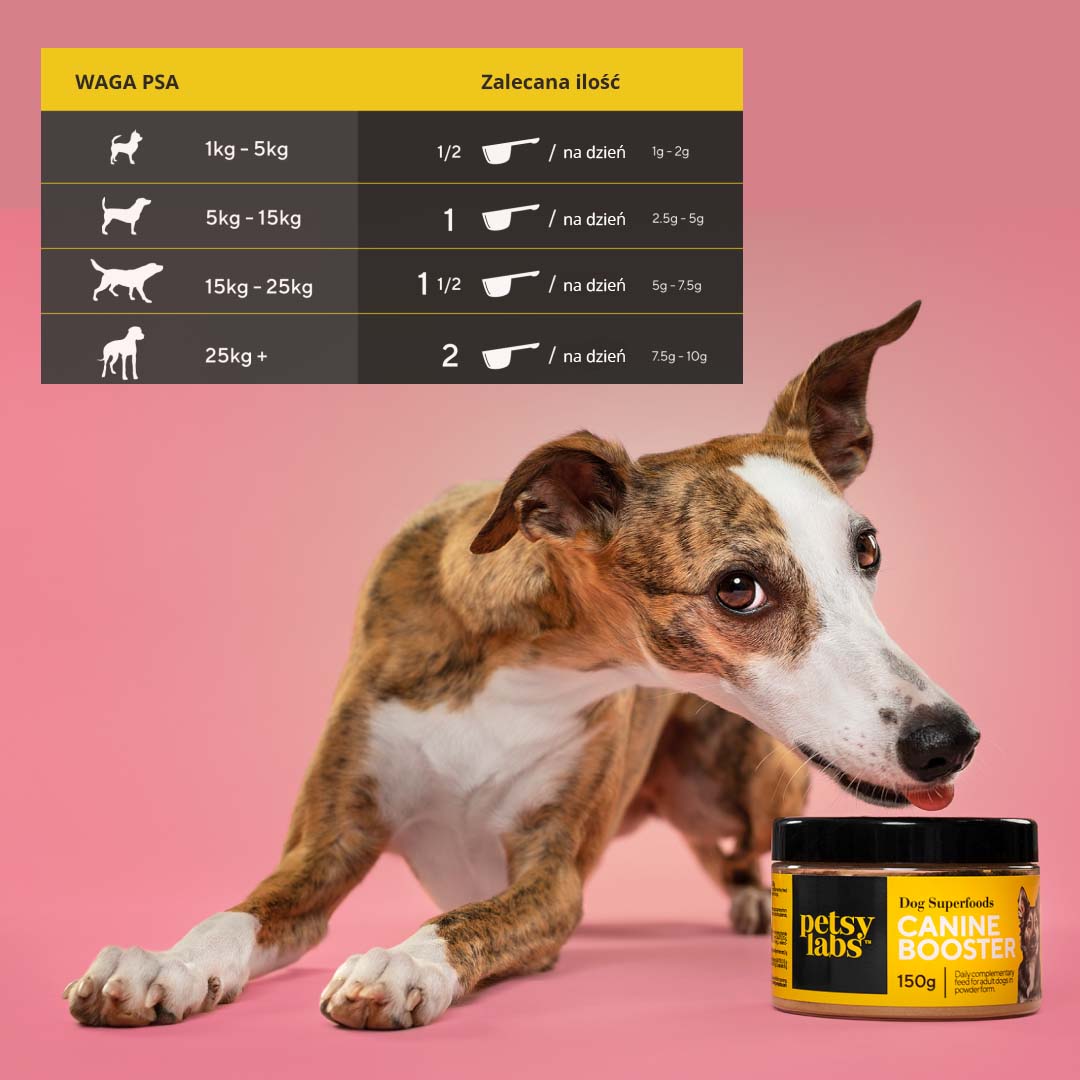 WAGA PSA Zalecana ilość
1kg - 5kg 1/2 / na dzień 1g - 2g
5kg - 15kg 1 / na dzień 2.5g - 5g
15kg - 25kg 1 1/2 / na dzień 5g - 7.5g
25kg + 2 / na dzień 7.5g - 10g
petsy
labs™
Dog Superfoods
CANINE
BOOSTER
150g
Daily complementary
feed for adult dogs in
powder form.